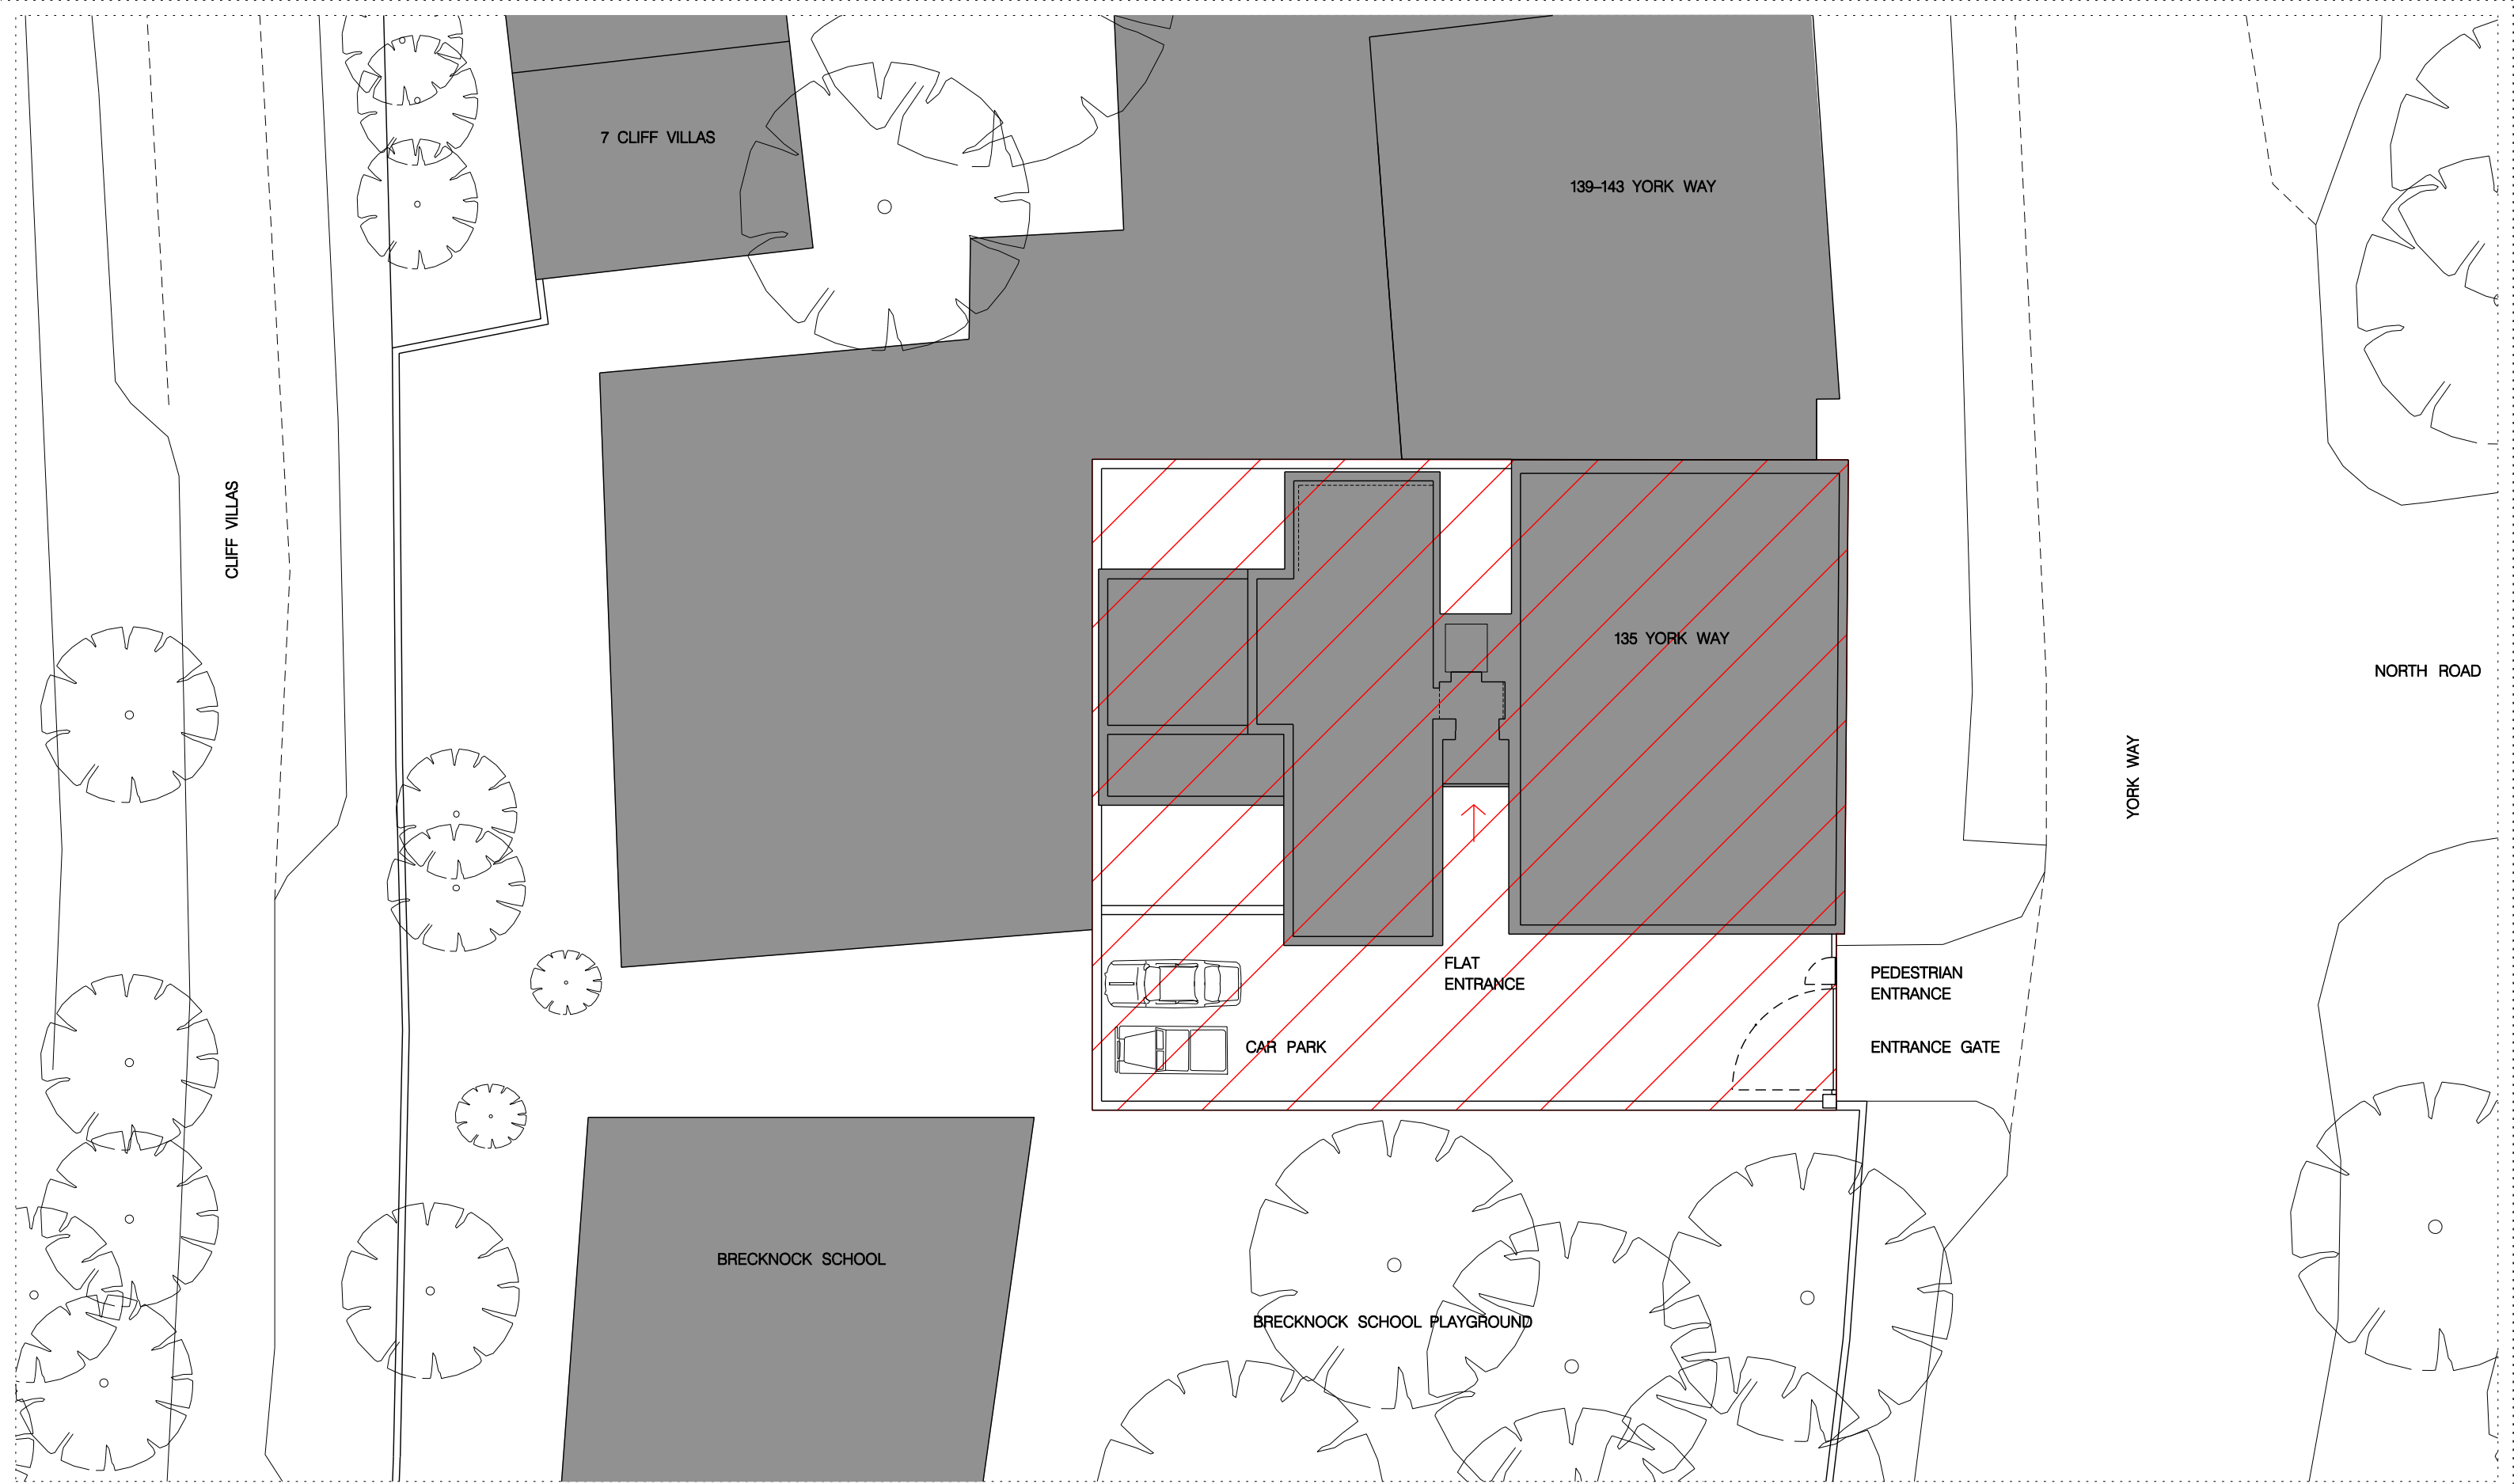 7 CLIFF VILLAS
139–143 YORK WAY
CLIFF VILLAS
135 YORK WAY
NORTH ROAD
YORK WAY
FLAT
ENTRANCE
PEDESTRIAN
ENTRANCE
CAR PARK
ENTRANCE GATE
BRECKNOCK SCHOOL
BRECKNOCK SCHOOL PLAYGROUND